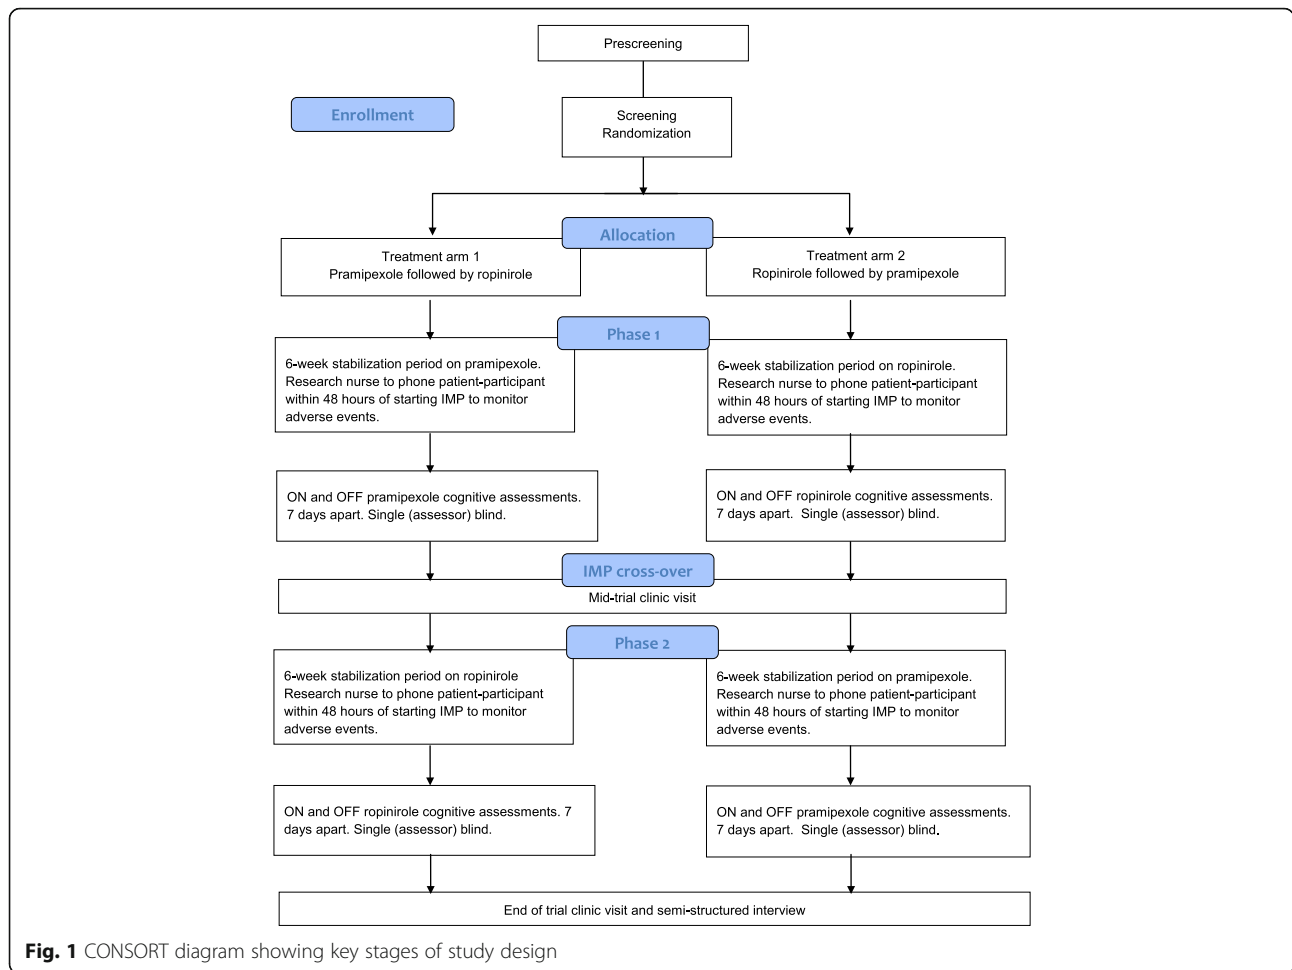 Prescreening
Enrollment
Screening
Randomization
Allocation
Treatment arm 1
Pramipexole followed by ropinirole
Treatment arm 2
Ropinirole followed by pramipexole
Phase 1
6-week stabilization period on pramipexole.
Research nurse to phone patient-participant
within 48 hours of starting IMP to monitor
adverse events.
6-week stabilization period on ropinirole.
Research nurse to phone patient-participant
within 48 hours of starting IMP to monitor
adverse events.
ON and OFF pramipexole cognitive assessments.
7 days apart. Single (assessor) blind.
ON and OFF ropinirole cognitive assessments.
7 days apart.  Single (assessor) blind.
IMP cross-over
Mid-trial clinic visit
Phase 2
6-week stabilization period on ropinirole
Research nurse to phone patient-participant
within 48 hours of starting IMP to monitor
adverse events.
6-week stabilization period on pramipexole.
Research nurse to phone patient-participant
within 48 hours of starting IMP to monitor
adverse events.
ON and OFF ropinirole cognitive assessments. 7
days apart. Single (assessor) blind.
ON and OFF pramipexole cognitive assessments.
7 days apart.  Single (assessor) blind.
End of trial clinic visit and semi-structured interview
Fig. 1 CONSORT diagram showing key stages of study design